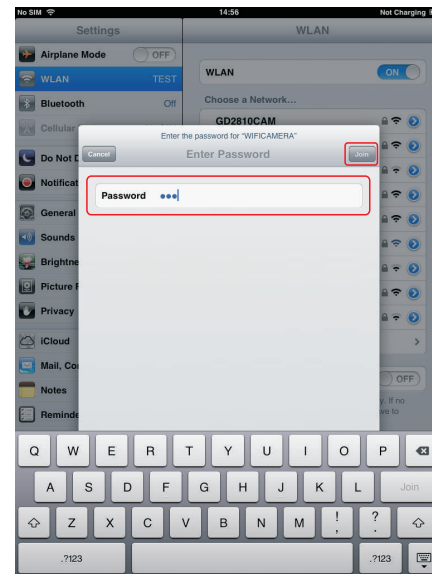 No SIM 14:56 Not Charging
Settings WLAN
Airplane Mode OFF
WLAN TEST
WLAN ON
Bluetooth Off
Choose a Network...
Cellular
GD2810CAM
Enter the password for "WIFICAMERA"
Cancel Enter Password Join
Do Not
Notificat
Password •••
General
Sounds
Brightne
Picture F
Privacy
iCloud
Mail, Co
OFF
Notes
y. If no
ve to
Reminde
Q W E R T Y U I O P
A S D F G H J K L Join
Z X C V B N M ! , ? .
.?123 .?123